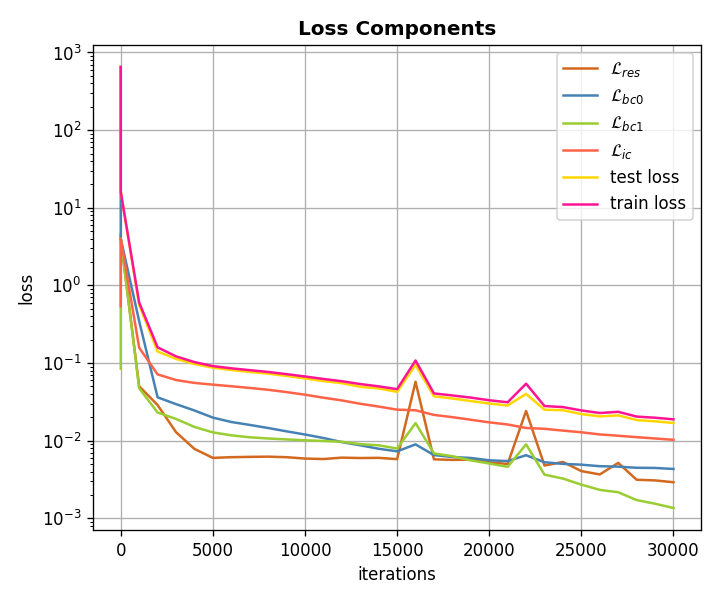 Loss Components
10³
10²
10¹
10⁰
10⁻¹
10⁻²
10⁻³
loss
ℒ_res
ℒ_bc0
ℒ_bc1
ℒ_ic
test loss
train loss
0 5000 10000 15000 20000 25000 30000
iterations